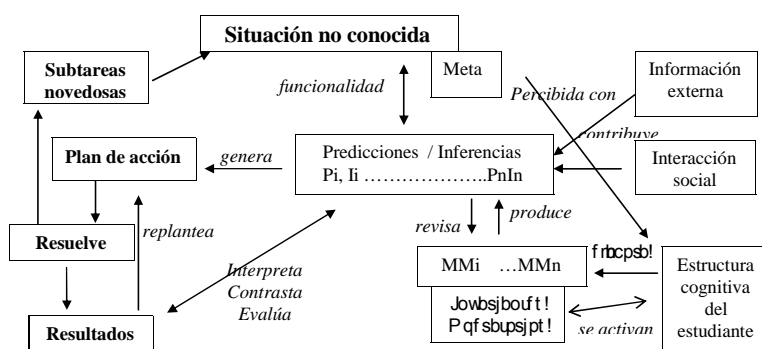 Situación no conocida
Subtareas
novedosas
funcionalidad
Meta
Percibida con
Información
externa
contribuye
Plan de acción
genera
Predicciones / Inferencias
Pi, Ii …………………..PnIn
Interacción
social
revisa
produce
replantea
Resuelve
Interpreta
Contrasta
Evalúa
MMi …MMn
f mbcpsb!
Estructura
cognitiva
del
estudiante
Jowbsjbouft!
Pqfsbupsjpt!
se activan
Resultados